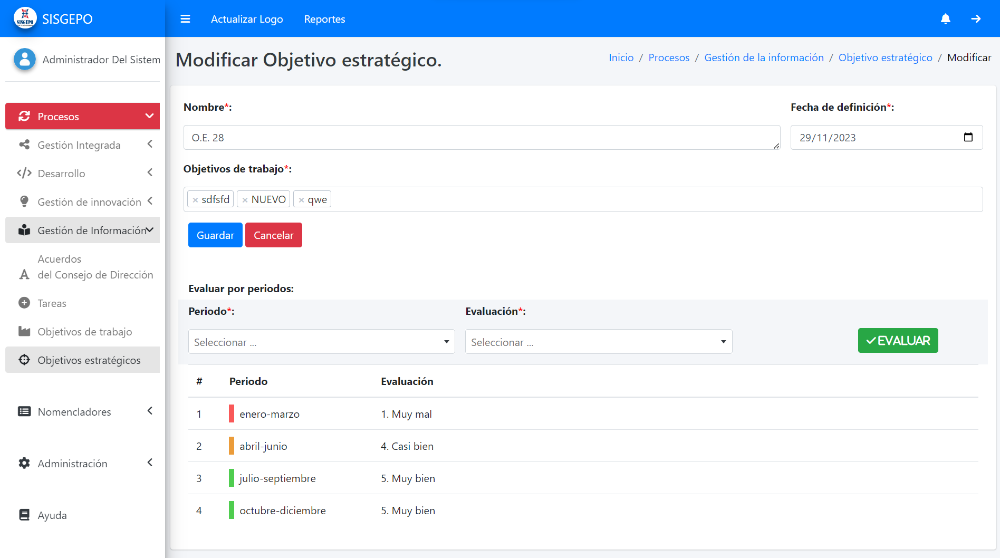 SISGEPO
SISGEPO
Actualizar Logo
Reportes
Administrador Del Sistem
Procesos
Gestión Integrada
Desarrollo
Gestión de innovación
Gestión de Información
Acuerdos
del Consejo de Dirección
Tareas
Objetivos de trabajo
Objetivos estratégicos
Nomencladores
Administración
Ayuda
Modificar Objetivo estratégico.
Inicio / Procesos / Gestión de la información / Objetivo estratégico / Modificar
Nombre*:
Fecha de definición*:
O.E. 28
29/11/2023
Objetivos de trabajo*:
× sdfsfd × NUEVO × qwe
Guardar Cancelar
Evaluar por periodos:
Periodo*:
Evaluación*:
Seleccionar ...
Seleccionar ...
EVALUAR
# Periodo Evaluación
1 enero-marzo 1. Muy mal
2 abril-junio 4. Casi bien
3 julio-septiembre 5. Muy bien
4 octubre-diciembre 5. Muy bien